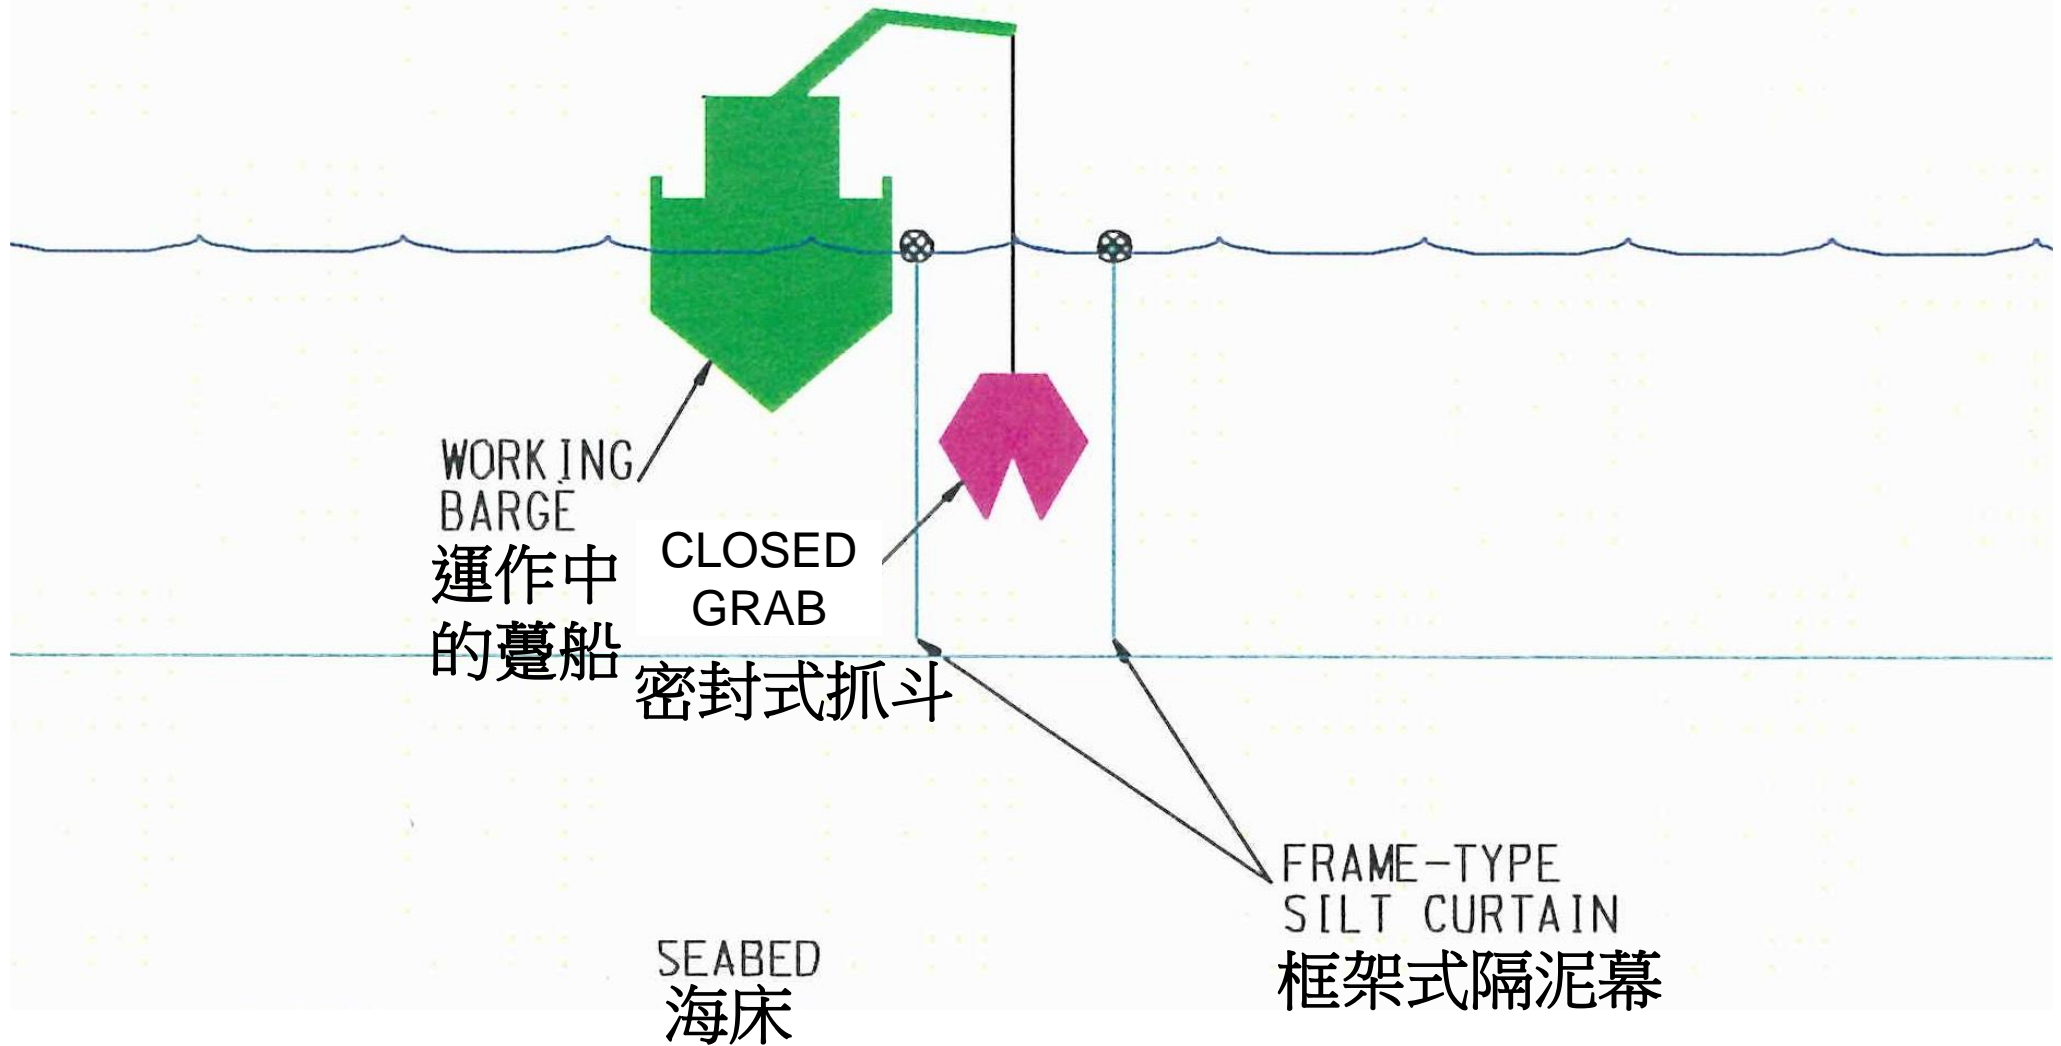 WORKING
BARGE
運作中
的躉船
CLOSED
GRAB
密封式抓斗
FRAME-TYPE
SILT CURTAIN
框架式隔泥幕
SEABED
海床